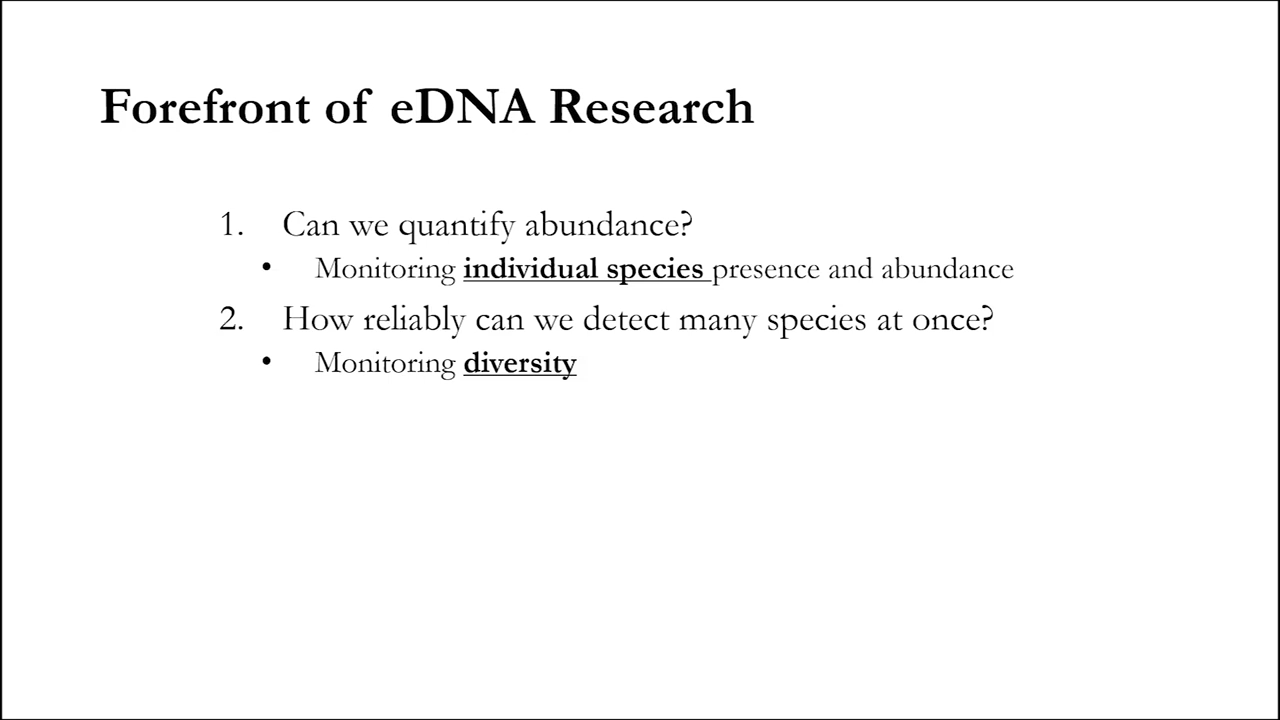 Forefront of eDNA Research
1. Can we quantify abundance?
• Monitoring individual species presence and abundance
2. How reliably can we detect many species at once?
• Monitoring diversity